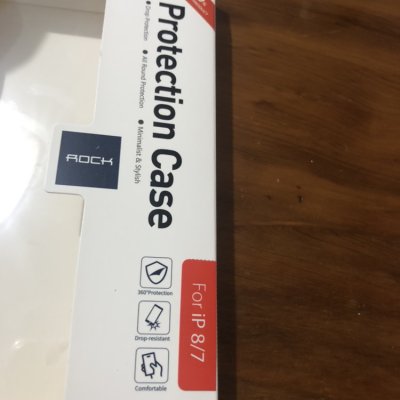 Protection Case
• Drop Protection
• All Round Protection
• Minimalist & Stylish
ROCK
For iP 8/7
360°Protection
Drop-resistant
Comfortable